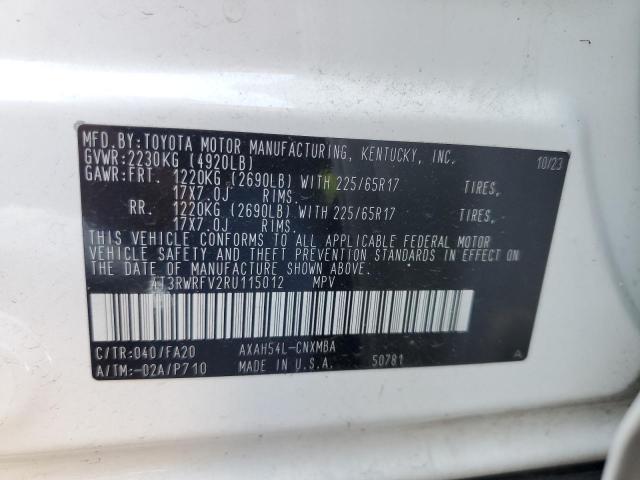 MFD.BY:TOYOTA MOTOR MANUFACTURING, KENTUCKY, INC.
GVWR:2230KG (4920LB) 10/23
GAWR:FRT. 1220KG (2690LB) WITH 225/65R17 TIRES,
17X7.0J RIMS.
RR. 1220KG (2690LB) WITH 225/65R17 TIRES,
17X7.0J RIMS.
THIS VEHICLE CONFORMS TO ALL APPLICABLE FEDERAL MOTOR
VEHICLE SAFETY AND THEFT PREVENTION STANDARDS IN EFFECT ON
THE DATE OF MANUFACTURE SHOWN ABOVE.
4T3RWRFV2RU115012 MPV
C/TR:040/FA20 AXAH54L-CNXMBA
A/TM:-02A/P710 MADE IN U.S.A. 50781 A